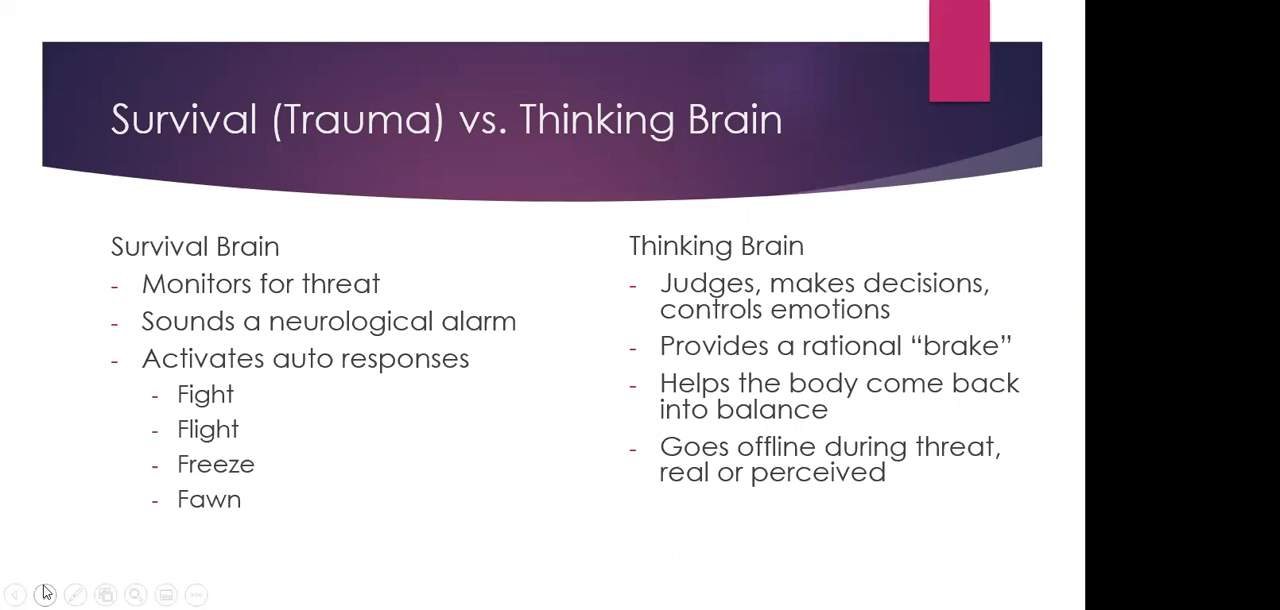 Survival (Trauma) vs. Thinking Brain
Survival Brain
- Monitors for threat
- Sounds a neurological alarm
- Activates auto responses
- Fight
- Flight
- Freeze
- Fawn
Thinking Brain
- Judges, makes decisions,
controls emotions
- Provides a rational “brake”
- Helps the body come back
into balance
- Goes offline during threat,
real or perceived